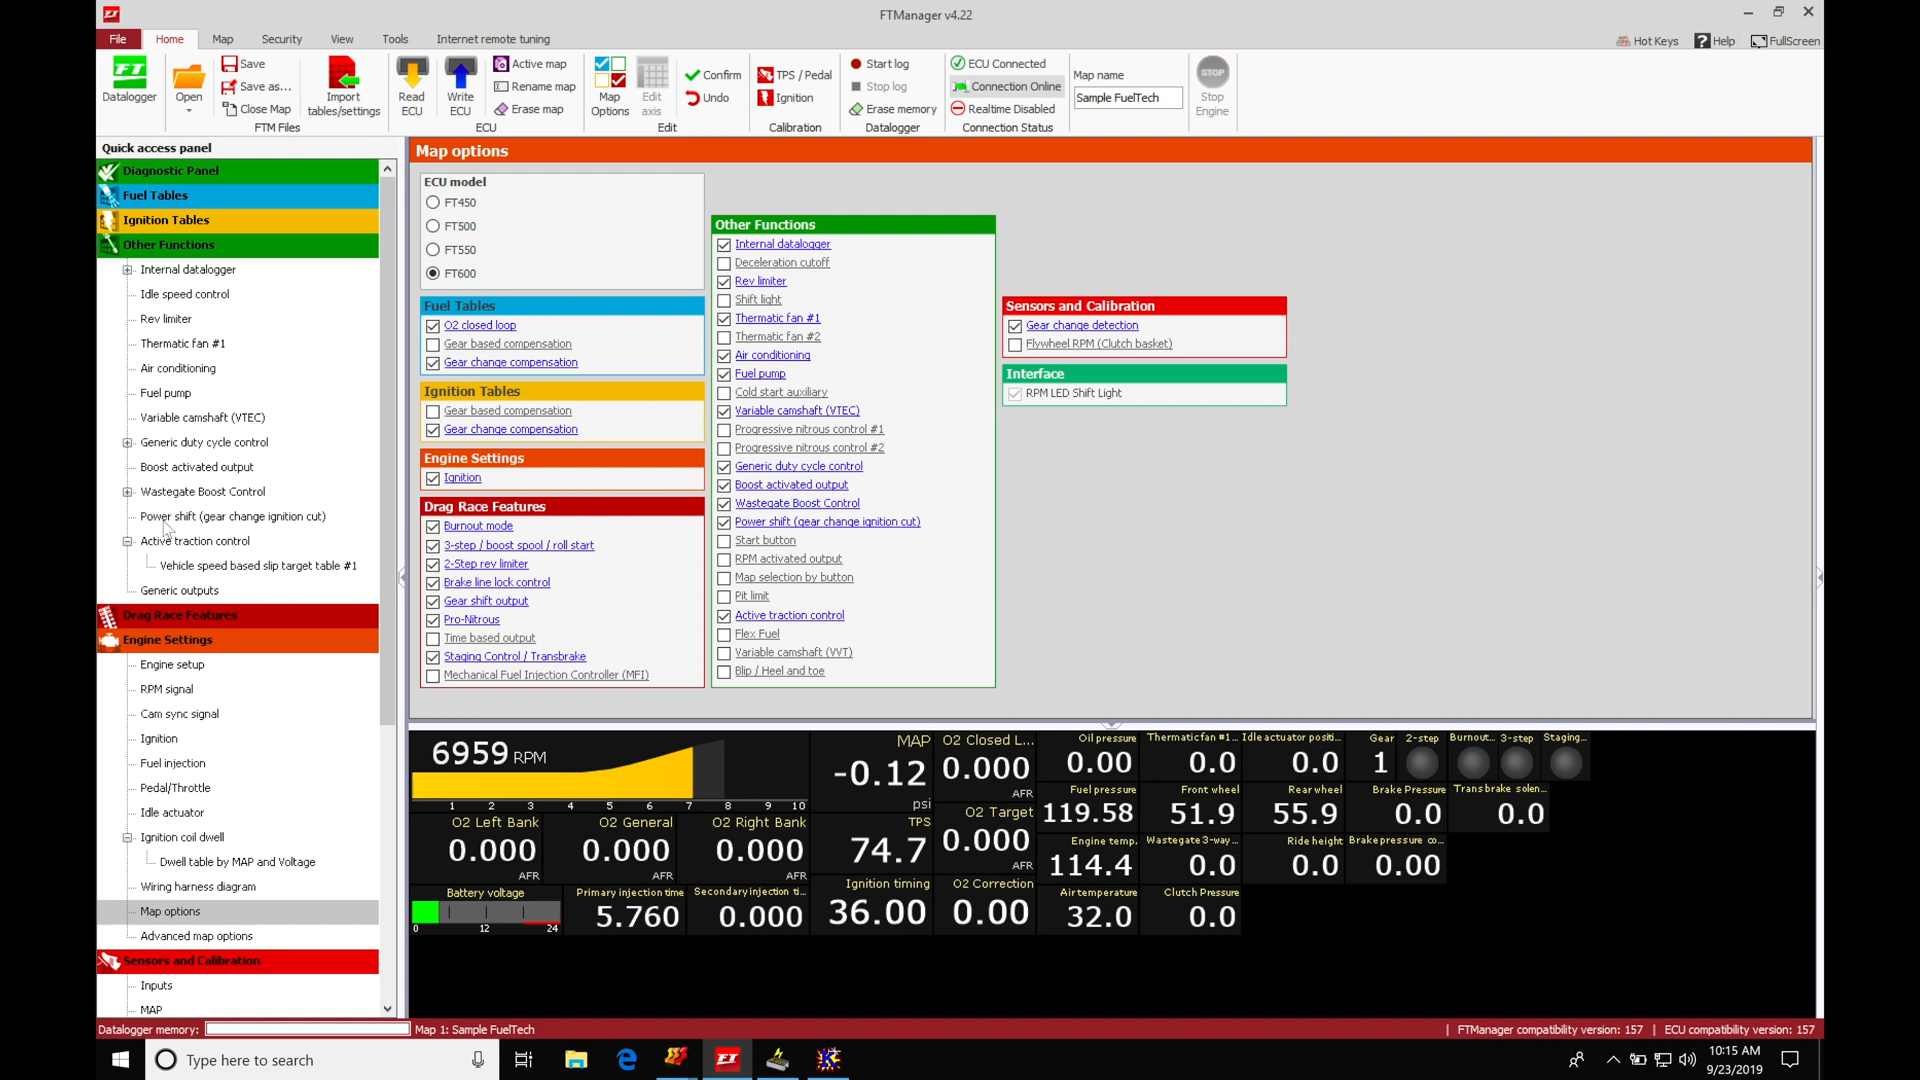 FTManager v4.22
File
Home
Map
Security
View
Tools
Internet remote tuning
Hot Keys
Help
FullScreen
FT
Datalogger
Open
Save
Save as...
Close Map
Import
tables/settings
FTM Files
Read
ECU
Write
ECU
Active map
Rename map
Erase map
ECU
Map
Options
Edit
axis
Confirm
Undo
Edit
TPS / Pedal
Ignition
Calibration
Start log
Stop log
Erase memory
Datalogger
ECU Connected
Connection Online
Realtime Disabled
Connection Status
Map name
Sample FuelTech
STOP
Stop
Engine
Quick access panel
Diagnostic Panel
Fuel Tables
Ignition Tables
Other Functions
Internal datalogger
Idle speed control
Rev limiter
Thermatic fan #1
Air conditioning
Fuel pump
Variable camshaft (VTEC)
Generic duty cycle control
Boost activated output
Wastegate Boost Control
Power shift (gear change ignition cut)
Active traction control
Vehicle speed based slip target table #1
Generic outputs
Drag Race Features
Engine Settings
Engine setup
RPM signal
Cam sync signal
Ignition
Fuel injection
Pedal/Throttle
Idle actuator
Ignition coil dwell
Dwell table by MAP and Voltage
Wiring harness diagram
Map options
Advanced map options
Sensors and Calibration
Inputs
MAP
Map options
ECU model
FT450
FT500
FT550
FT600
Fuel Tables
O2 closed loop
Gear based compensation
Gear change compensation
Ignition Tables
Gear based compensation
Gear change compensation
Engine Settings
Ignition
Drag Race Features
Burnout mode
3-step / boost spool / roll start
2-Step rev limiter
Brake line lock control
Gear shift output
Pro-Nitrous
Time based output
Staging Control / Transbrake
Mechanical Fuel Injection Controller (MFI)
Other Functions
Internal datalogger
Deceleration cutoff
Rev limiter
Shift light
Thermatic fan #1
Thermatic fan #2
Air conditioning
Fuel pump
Cold start auxiliary
Variable camshaft (VTEC)
Progressive nitrous control #1
Progressive nitrous control #2
Generic duty cycle control
Boost activated output
Wastegate Boost Control
Power shift (gear change ignition cut)
Start button
RPM activated output
Map selection by button
Pit limit
Active traction control
Flex Fuel
Variable camshaft (VVT)
Blip / Heel and toe
Sensors and Calibration
Gear change detection
Flywheel RPM (Clutch basket)
Interface
RPM LED Shift Light
6959 RPM
1 2 3 4 5 6 7 8 9 10
MAP
-0.12
psi
O2 Closed L...
0.000
AFR
Oil pressure
0.00
Thermatic fan #1...
0.0
Idle actuator positi...
0.0
Gear
1
2-step
Burnout...
3-step
Staging...
O2 Left Bank
0.000
AFR
O2 General
0.000
AFR
O2 Right Bank
0.000
AFR
TPS
74.7
O2 Target
0.000
AFR
Fuel pressure
119.58
Front wheel
51.9
Rear wheel
55.9
Brake Pressure
0.0
Transbrake solen...
0.0
Engine temp.
114.4
Wastegate 3-way...
0.0
Ride height
0.0
Brake pressure co...
0.00
Battery voltage
0 12 24
Primary injection time
5.760
Secondary injection ti...
0.000
Ignition timing
36.00
O2 Correction
0.00
Air temperature
32.0
Clutch Pressure
0.0
Datalogger memory:
Map 1: Sample FuelTech
FTManager compatibility version: 157
ECU compatibility version: 157
Type here to search
FT
10:15 AM
9/23/2019